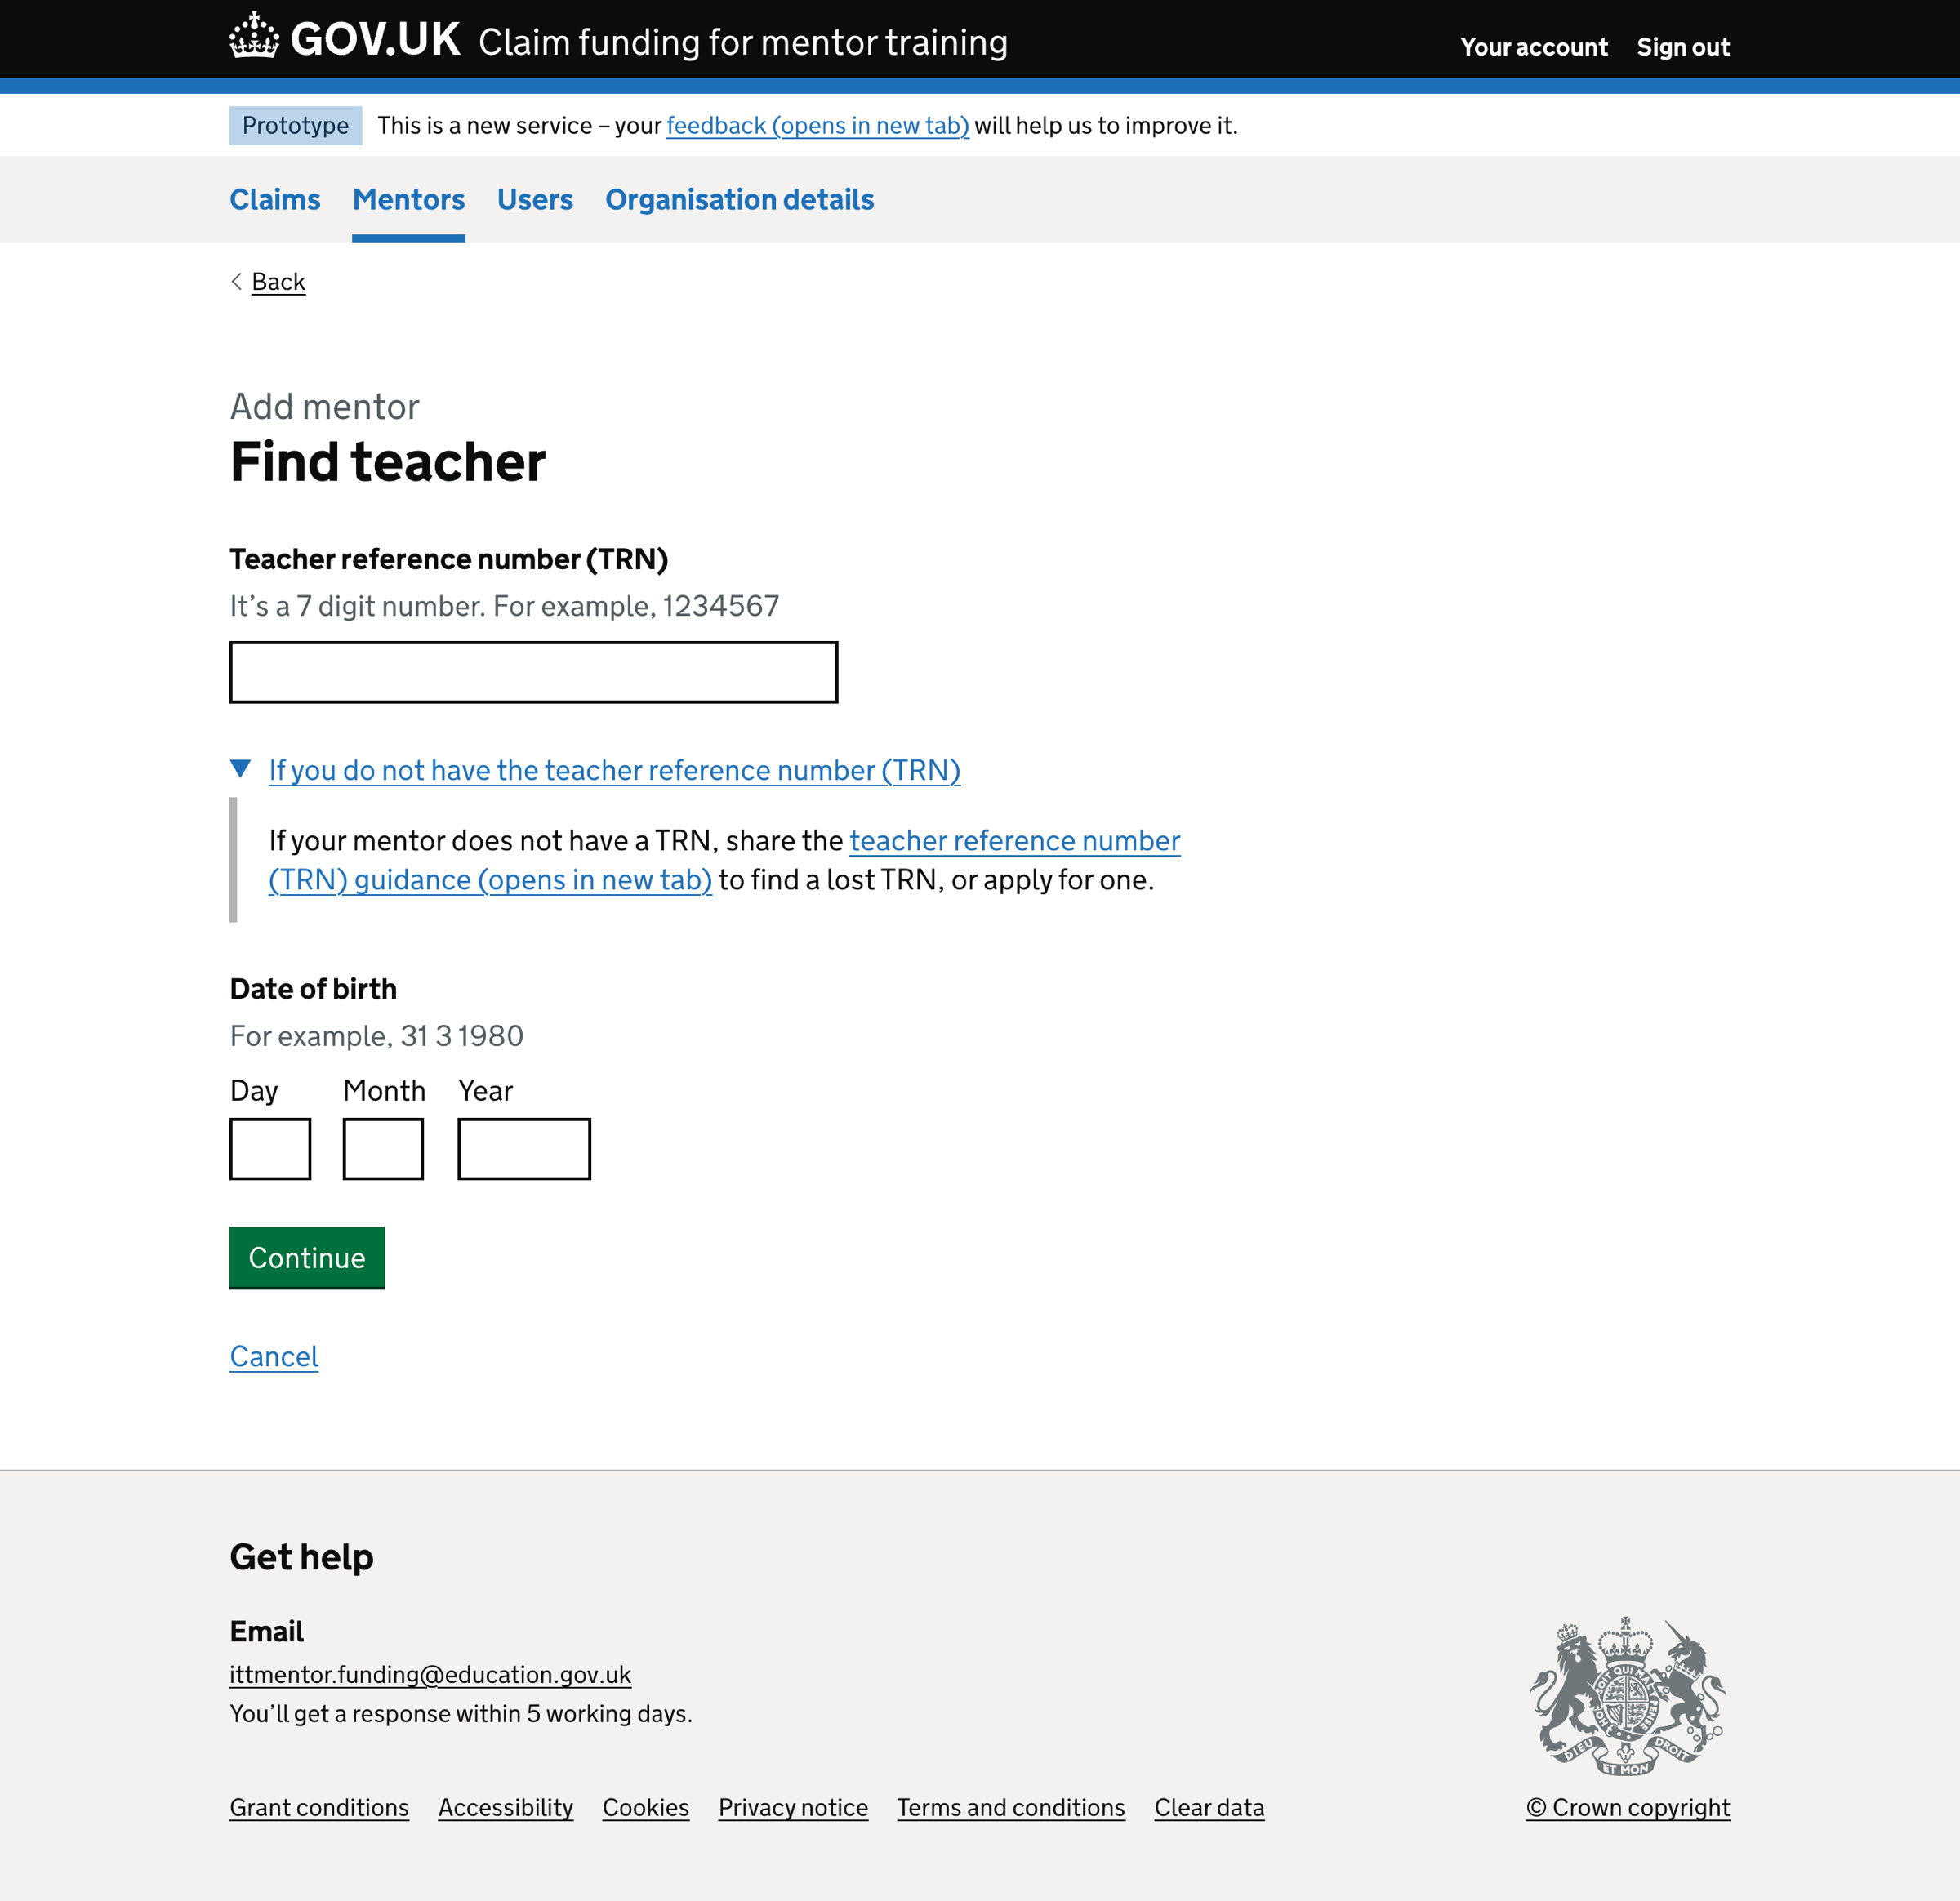 GOV.UK Claim funding for mentor training Your account Sign out
Prototype This is a new service – your feedback (opens in new tab) will help us to improve it.
Claims Mentors Users Organisation details
Back
Add mentor
Find teacher
Teacher reference number (TRN)
It’s a 7 digit number. For example, 1234567
If you do not have the teacher reference number (TRN)
If your mentor does not have a TRN, share the teacher reference number
(TRN) guidance (opens in new tab) to find a lost TRN, or apply for one.
Date of birth
For example, 31 3 1980
Day Month Year
Continue
Cancel
Get help
Email
ittmentor.funding@education.gov.uk
You’ll get a response within 5 working days.
DIEU ET MON DROIT
Grant conditions Accessibility Cookies Privacy notice Terms and conditions Clear data © Crown copyright